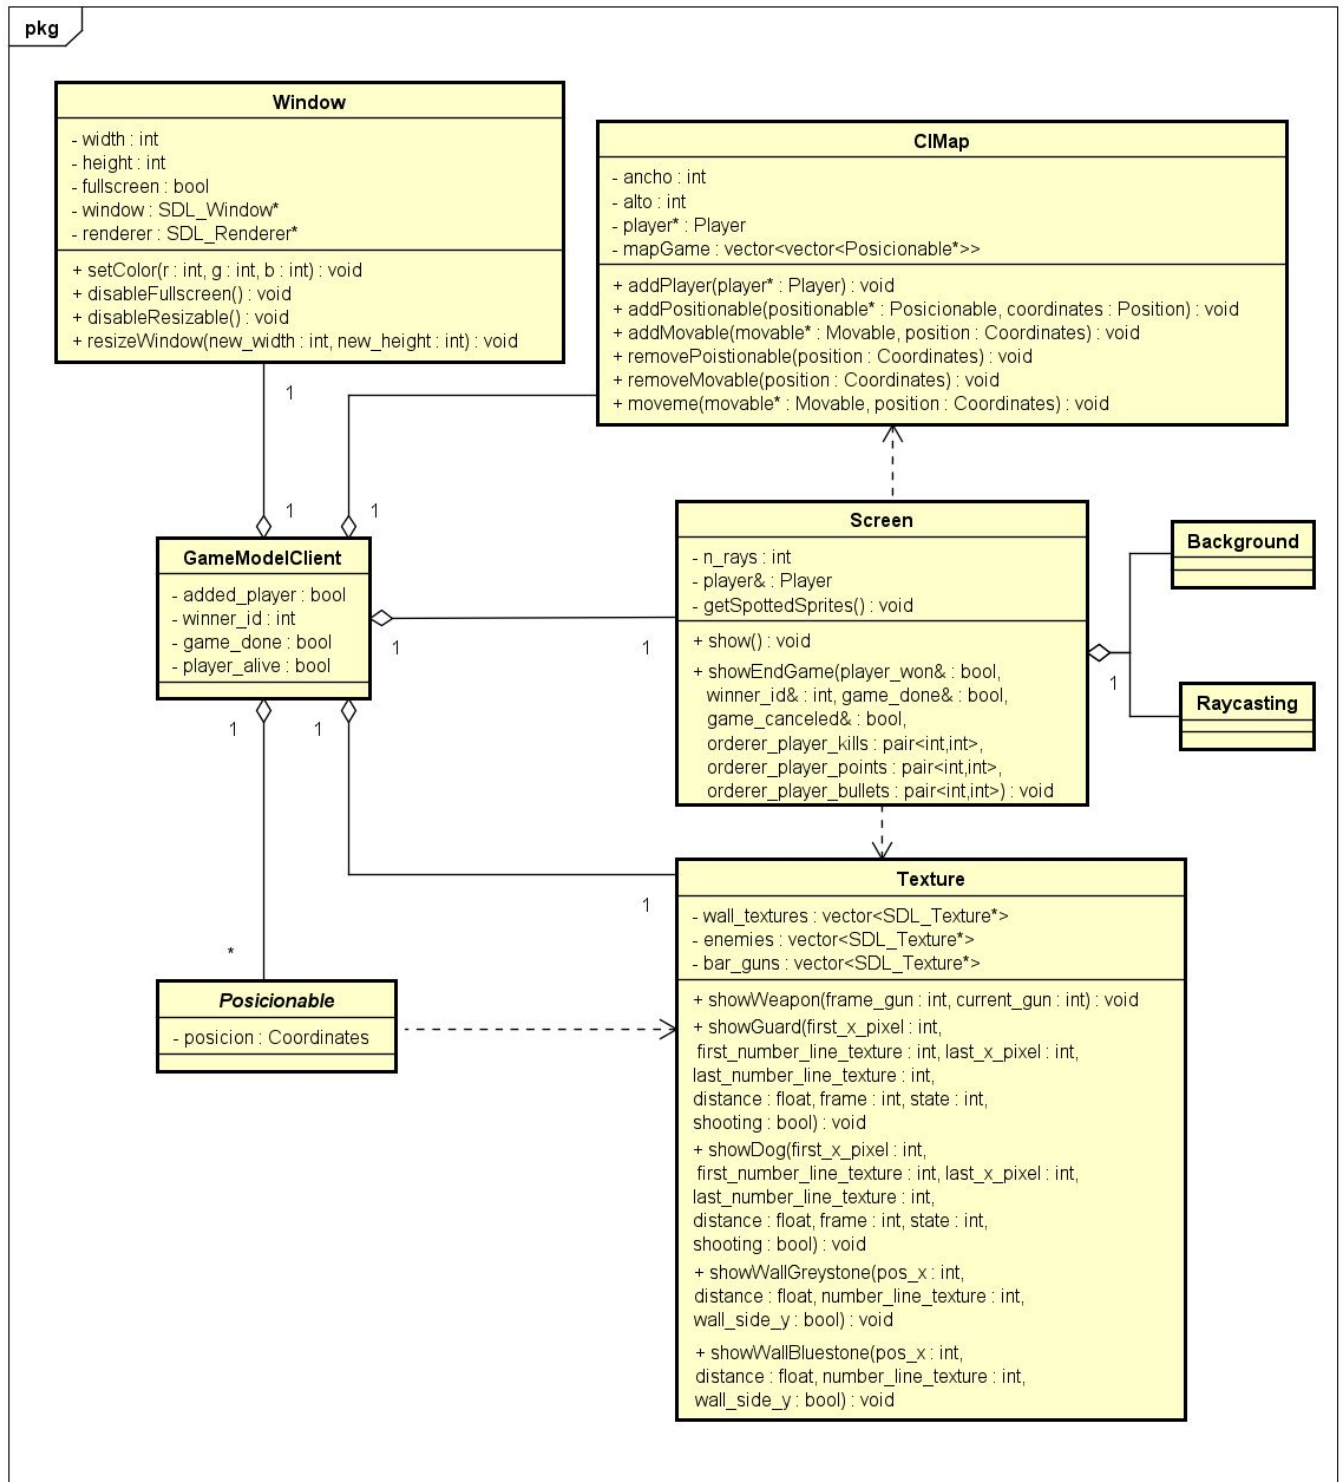 pkg
Window
- width : int
- height : int
- fullscreen : bool
- window : SDL_Window*
- renderer : SDL_Renderer*
+ setColor(r : int, g : int, b : int) : void
+ disableFullscreen() : void
+ disableResizable() : void
+ resizeWindow(new_width : int, new_height : int) : void
ClMap
- ancho : int
- alto : int
- player* : Player
- mapGame : vector<vector<Posicionable*>>
+ addPlayer(player* : Player) : void
+ addPositionable(positionable* : Posicionable, coordinates : Position) : void
+ addMovable(movable* : Movable, position : Coordinates) : void
+ removePoistionable(position : Coordinates) : void
+ removeMovable(position : Coordinates) : void
+ moveme(movable* : Movable, position : Coordinates) : void
1
1
1
GameModelClient
- added_player : bool
- winner_id : int
- game_done : bool
- player_alive : bool
1
1
Screen
- n_rays : int
- player& : Player
- getSpottedSprites() : void
+ show() : void
+ showEndGame(player_won& : bool,
winner_id& : int, game_done& : bool,
game_canceled& : bool,
orderer_player_kills : pair<int,int>,
orderer_player_points : pair<int,int>,
orderer_player_bullets : pair<int,int>) : void
1
Background
Raycasting
1
1
1
*
Posicionable
- posicion : Coordinates
Texture
- wall_textures : vector<SDL_Texture*>
- enemies : vector<SDL_Texture*>
- bar_guns : vector<SDL_Texture*>
+ showWeapon(frame_gun : int, current_gun : int) : void
+ showGuard(first_x_pixel : int,
first_number_line_texture : int, last_x_pixel : int,
last_number_line_texture : int,
distance : float, frame : int, state : int,
shooting : bool) : void
+ showDog(first_x_pixel : int,
first_number_line_texture : int, last_x_pixel : int,
last_number_line_texture : int,
distance : float, frame : int, state : int,
shooting : bool) : void
+ showWallGreystone(pos_x : int,
distance : float, number_line_texture : int,
wall_side_y : bool) : void
+ showWallBluestone(pos_x : int,
distance : float, number_line_texture : int,
wall_side_y : bool) : void